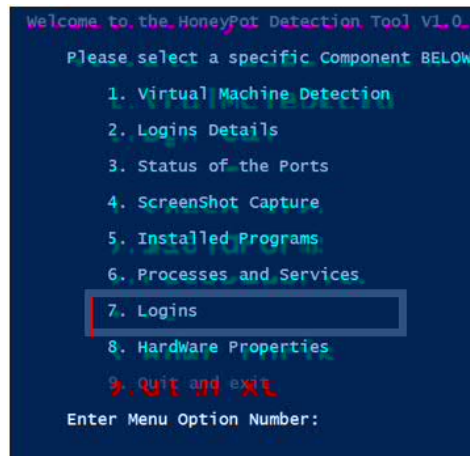 Welcome to the HoneyPot Detection Tool V1.0
Please select a specific Component BELOW
1. Virtual Machine Detection
2. Logins Details
3. Status of the Ports
4. ScreenShot Capture
5. Installed Programs
6. Processes and Services
7. Logins
8. HardWare Properties
9. Quit and exit
Enter Menu Option Number: